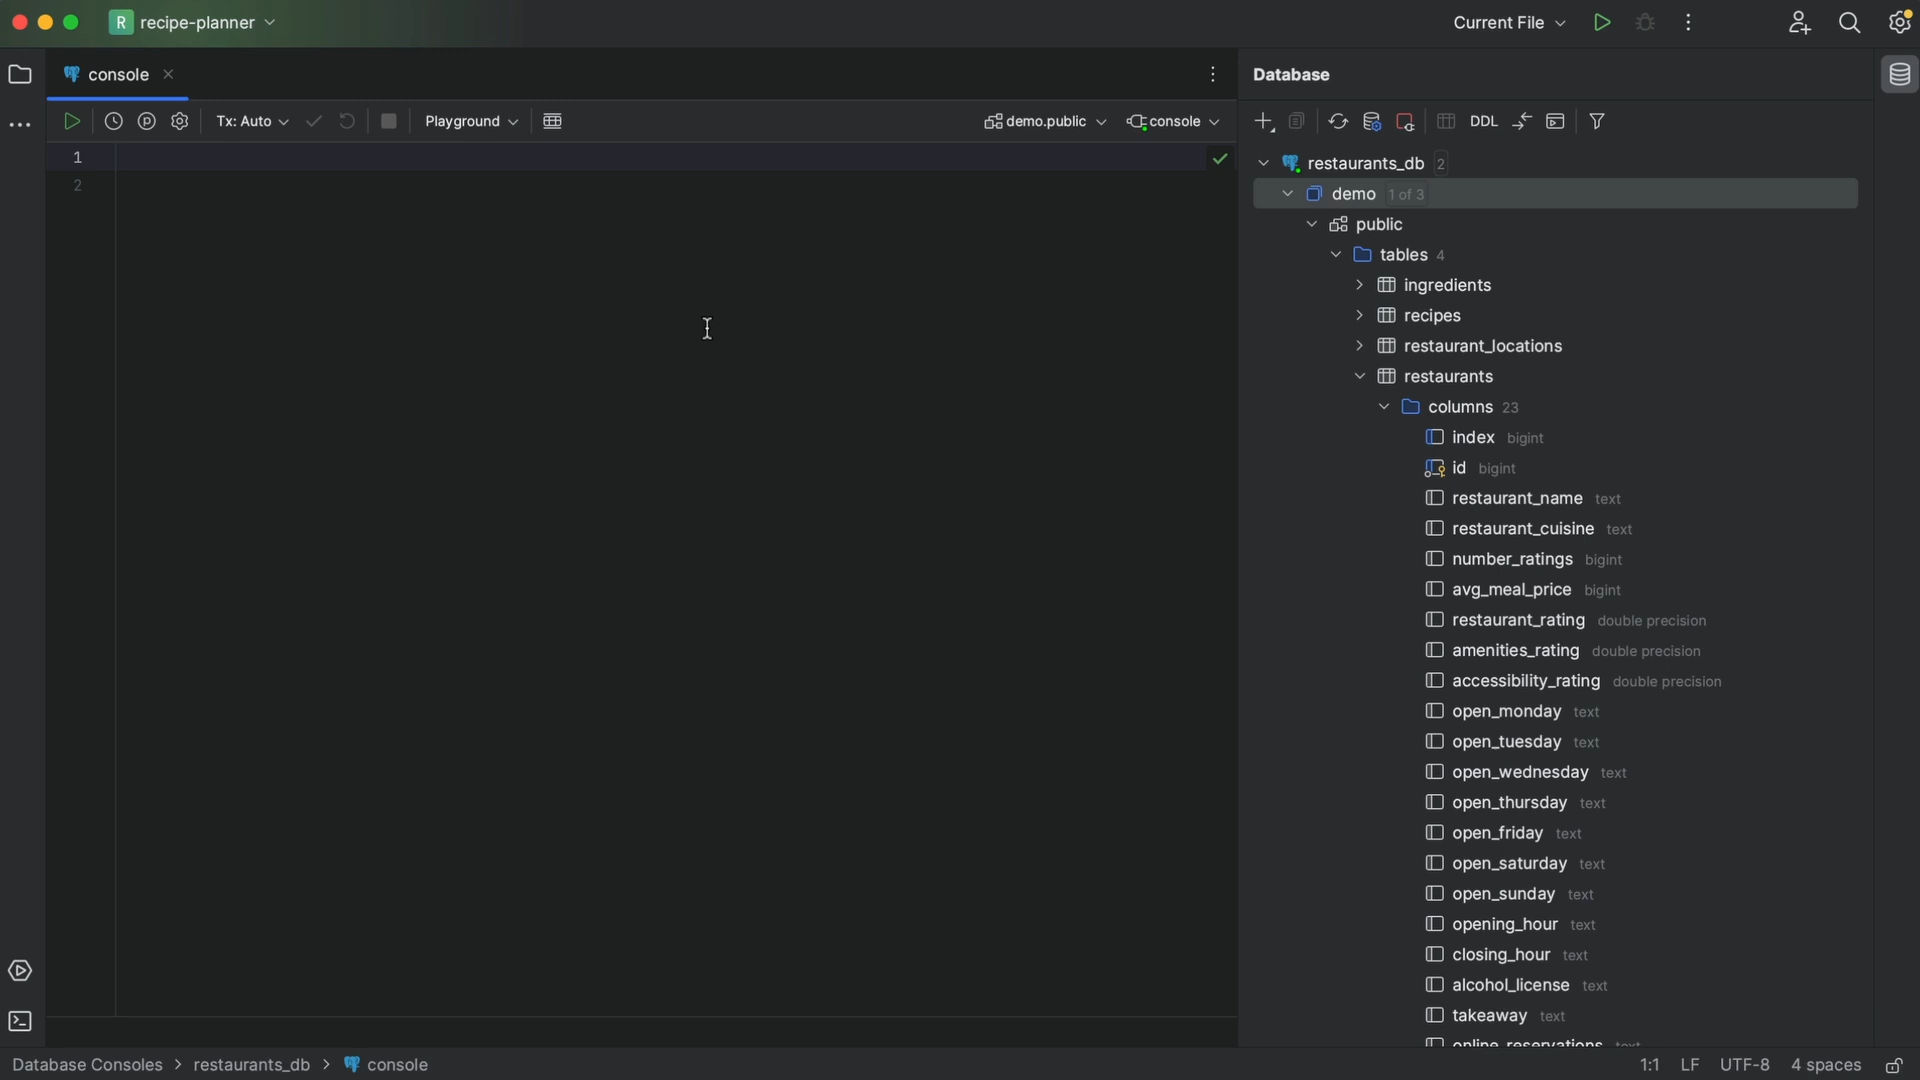 R recipe-planner
Current File
console
Database
Tx: Auto
Playground
demo.public
console
DDL
1
2
restaurants_db 2
demo 1 of 3
public
tables 4
ingredients
recipes
restaurant_locations
restaurants
columns 23
index bigint
id bigint
restaurant_name text
restaurant_cuisine text
number_ratings bigint
avg_meal_price bigint
restaurant_rating double precision
amenities_rating double precision
accessibility_rating double precision
open_monday text
open_tuesday text
open_wednesday text
open_thursday text
open_friday text
open_saturday text
open_sunday text
opening_hour text
closing_hour text
alcohol_license text
takeaway text
online_reservations text
Database Consoles > restaurants_db > console
1:1 LF UTF-8 4 spaces